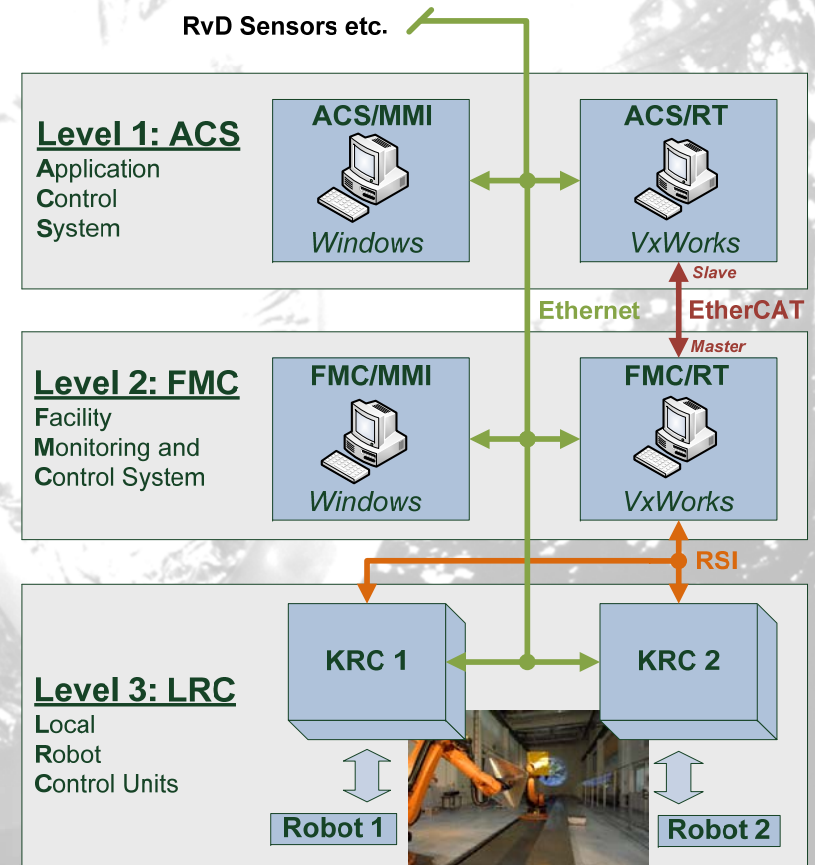 RvD Sensors etc.
Level 1: ACS
Application
Control
System
ACS/MMI
Windows
ACS/RT
VxWorks
Slave
Ethernet
EtherCAT
Master
Level 2: FMC
Facility
Monitoring and
Control System
FMC/MMI
Windows
FMC/RT
VxWorks
RSI
Level 3: LRC
Local
Robot
Control Units
KRC 1
KRC 2
Robot 1
Robot 2